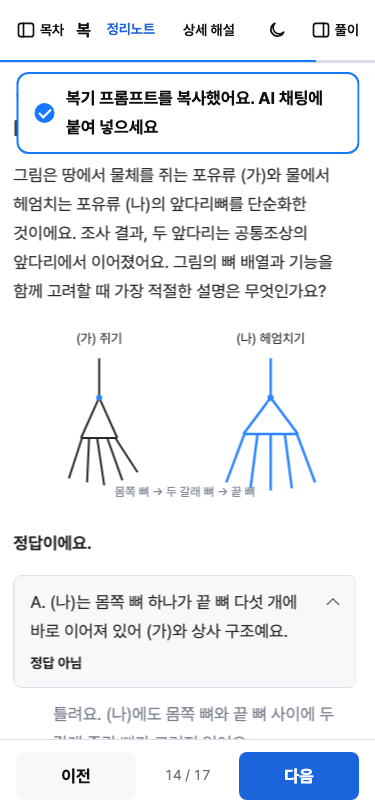 목차 복 정리노트 상세 해설 풀이
복기 프롬프트를 복사했어요. AI 채팅에
붙여 넣으세요
그림은 땅에서 물체를 쥐는 포유류 (가)와 물에서
헤엄치는 포유류 (나)의 앞다리뼈를 단순화한
것이에요. 조사 결과, 두 앞다리는 공통조상의
앞다리에서 이어졌어요. 그림의 뼈 배열과 기능을
함께 고려할 때 가장 적절한 설명은 무엇인가요?
(가) 쥐기 (나) 헤엄치기
몸쪽 뼈 → 두 갈래 뼈 → 끝 뼈
정답이에요.
A. (나)는 몸쪽 뼈 하나가 끝 뼈 다섯 개에
바로 이어져 있어 (가)와 상사 구조예요.
정답 아님
틀려요. (나)에도 몸쪽 뼈와 끝 뼈 사이에 두
이전 14 / 17 다음